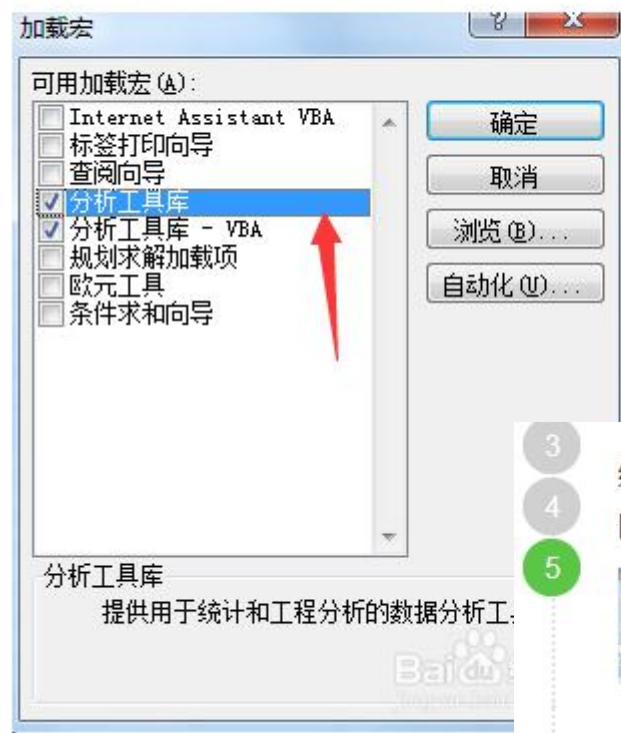 加载宏
可用加载宏(A):
Internet Assistant VBA
标签打印向导
查阅向导
分析工具库
分析工具库 - VBA
规划求解加载项
欧元工具
条件求和向导
确定
取消
浏览(B)...
自动化(U)...
3
4
5
分析工具库
提供用于统计和工程分析的数据分析工
Baidu